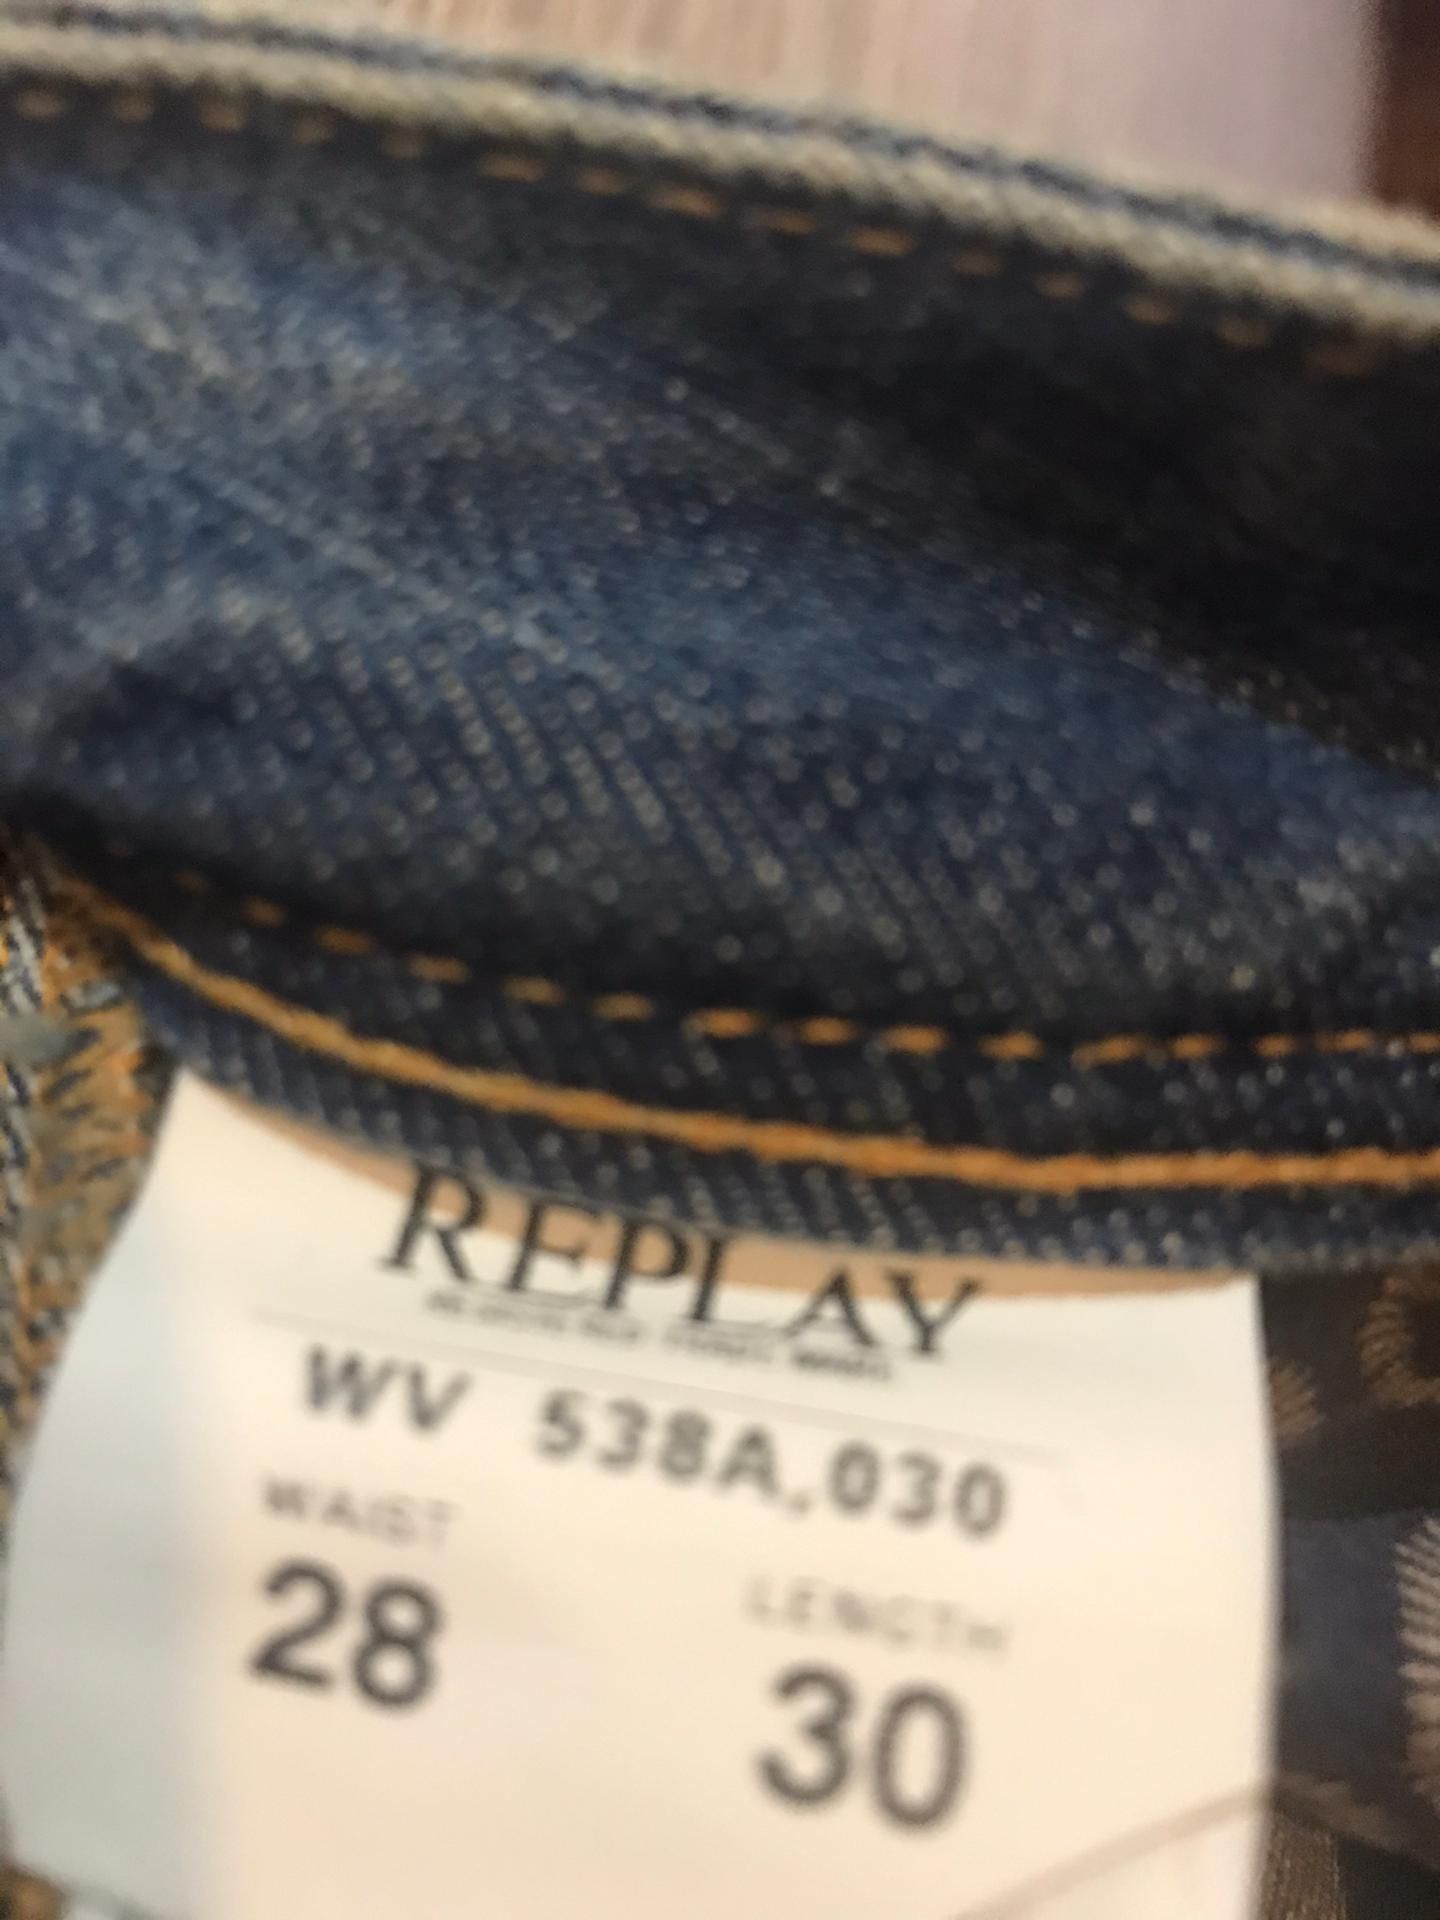 REPLAY
WV 538A.030
WAIST
28
LENGTH
30